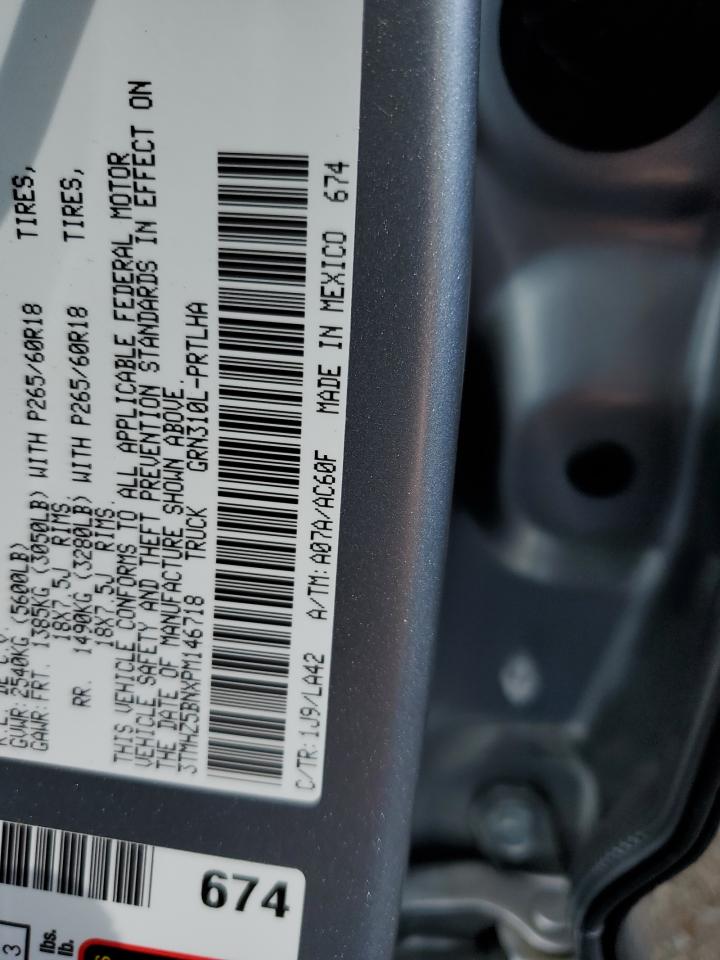 GVWR: 2540KG (5600LB)
GAWR: FRT. 1385KG (3050LB) WITH P265/60R18 TIRES,
18X7.5J RIMS
RR. 1490KG (3280LB) WITH P265/60R18 TIRES,
18X7.5J RIMS.
THIS VEHICLE CONFORMS TO ALL APPLICABLE FEDERAL MOTOR
VEHICLE SAFETY AND THEFT PREVENTION STANDARDS IN EFFECT ON
THE DATE OF MANUFACTURE SHOWN ABOVE.
3TMAZ5BNXPM146718 TRUCK GRN310L-PRTLHA
C/TR: 1J9/LA42 A/TM: A07A/AC60F MADE IN MEXICO 674
674
3
lbs.
lb.